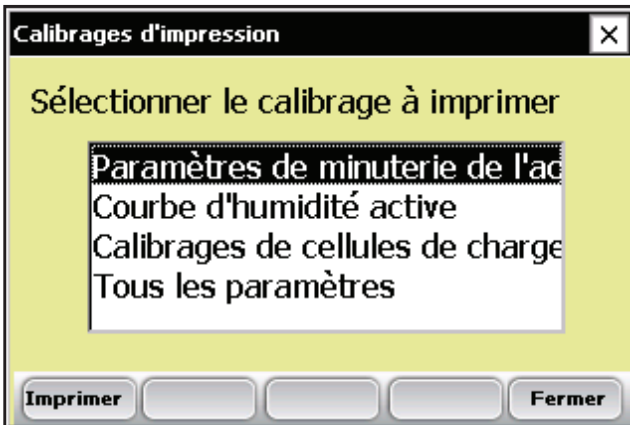 Calibrages d'impression
Sélectionner le calibrage à imprimer
Paramètres de minuterie de l'ac
Courbe d'humidité active
Calibrages de cellules de charge
Tous les paramètres
Imprimer Fermer